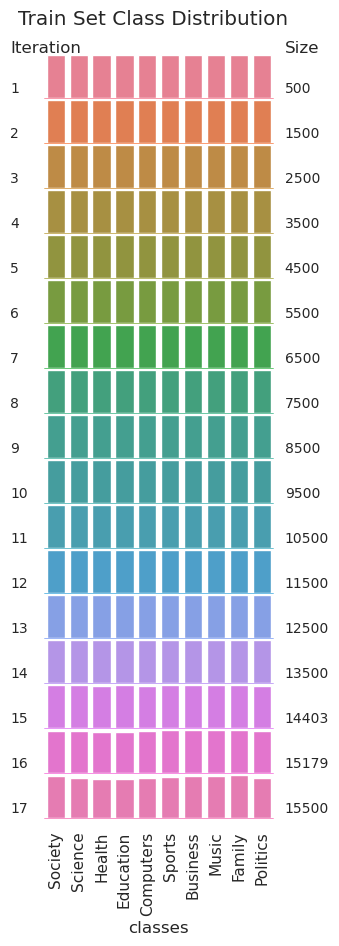 Train Set Class Distribution
Iteration Size
1 500
2 1500
3 2500
4 3500
5 4500
6 5500
7 6500
8 7500
9 8500
10 9500
11 10500
12 11500
13 12500
14 13500
15 14403
16 15179
17 15500
Society
Science
Health
Education
Computers
Sports
Business
Music
Family
Politics
classes